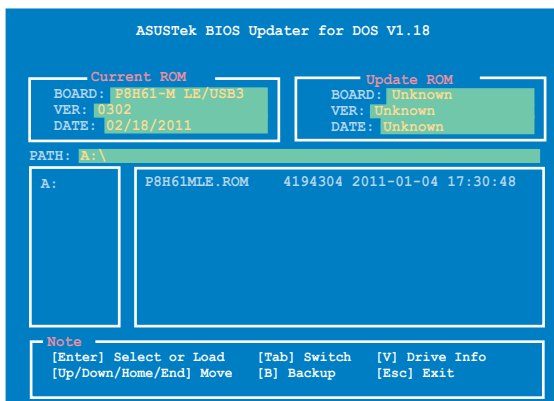 ASUSTek BIOS Updater for DOS V1.18
Current ROM
BOARD: P8H61-M LE/USB3
VER: 0302
DATE: 02/18/2011
Update ROM
BOARD: Unknown
VER: Unknown
DATE: Unknown
PATH: A:\
A:
P8H61MLE.ROM 4194304 2011-01-04 17:30:48
Note
[Enter] Select or Load [Tab] Switch [V] Drive Info
[Up/Down/Home/End] Move [B] Backup [Esc] Exit